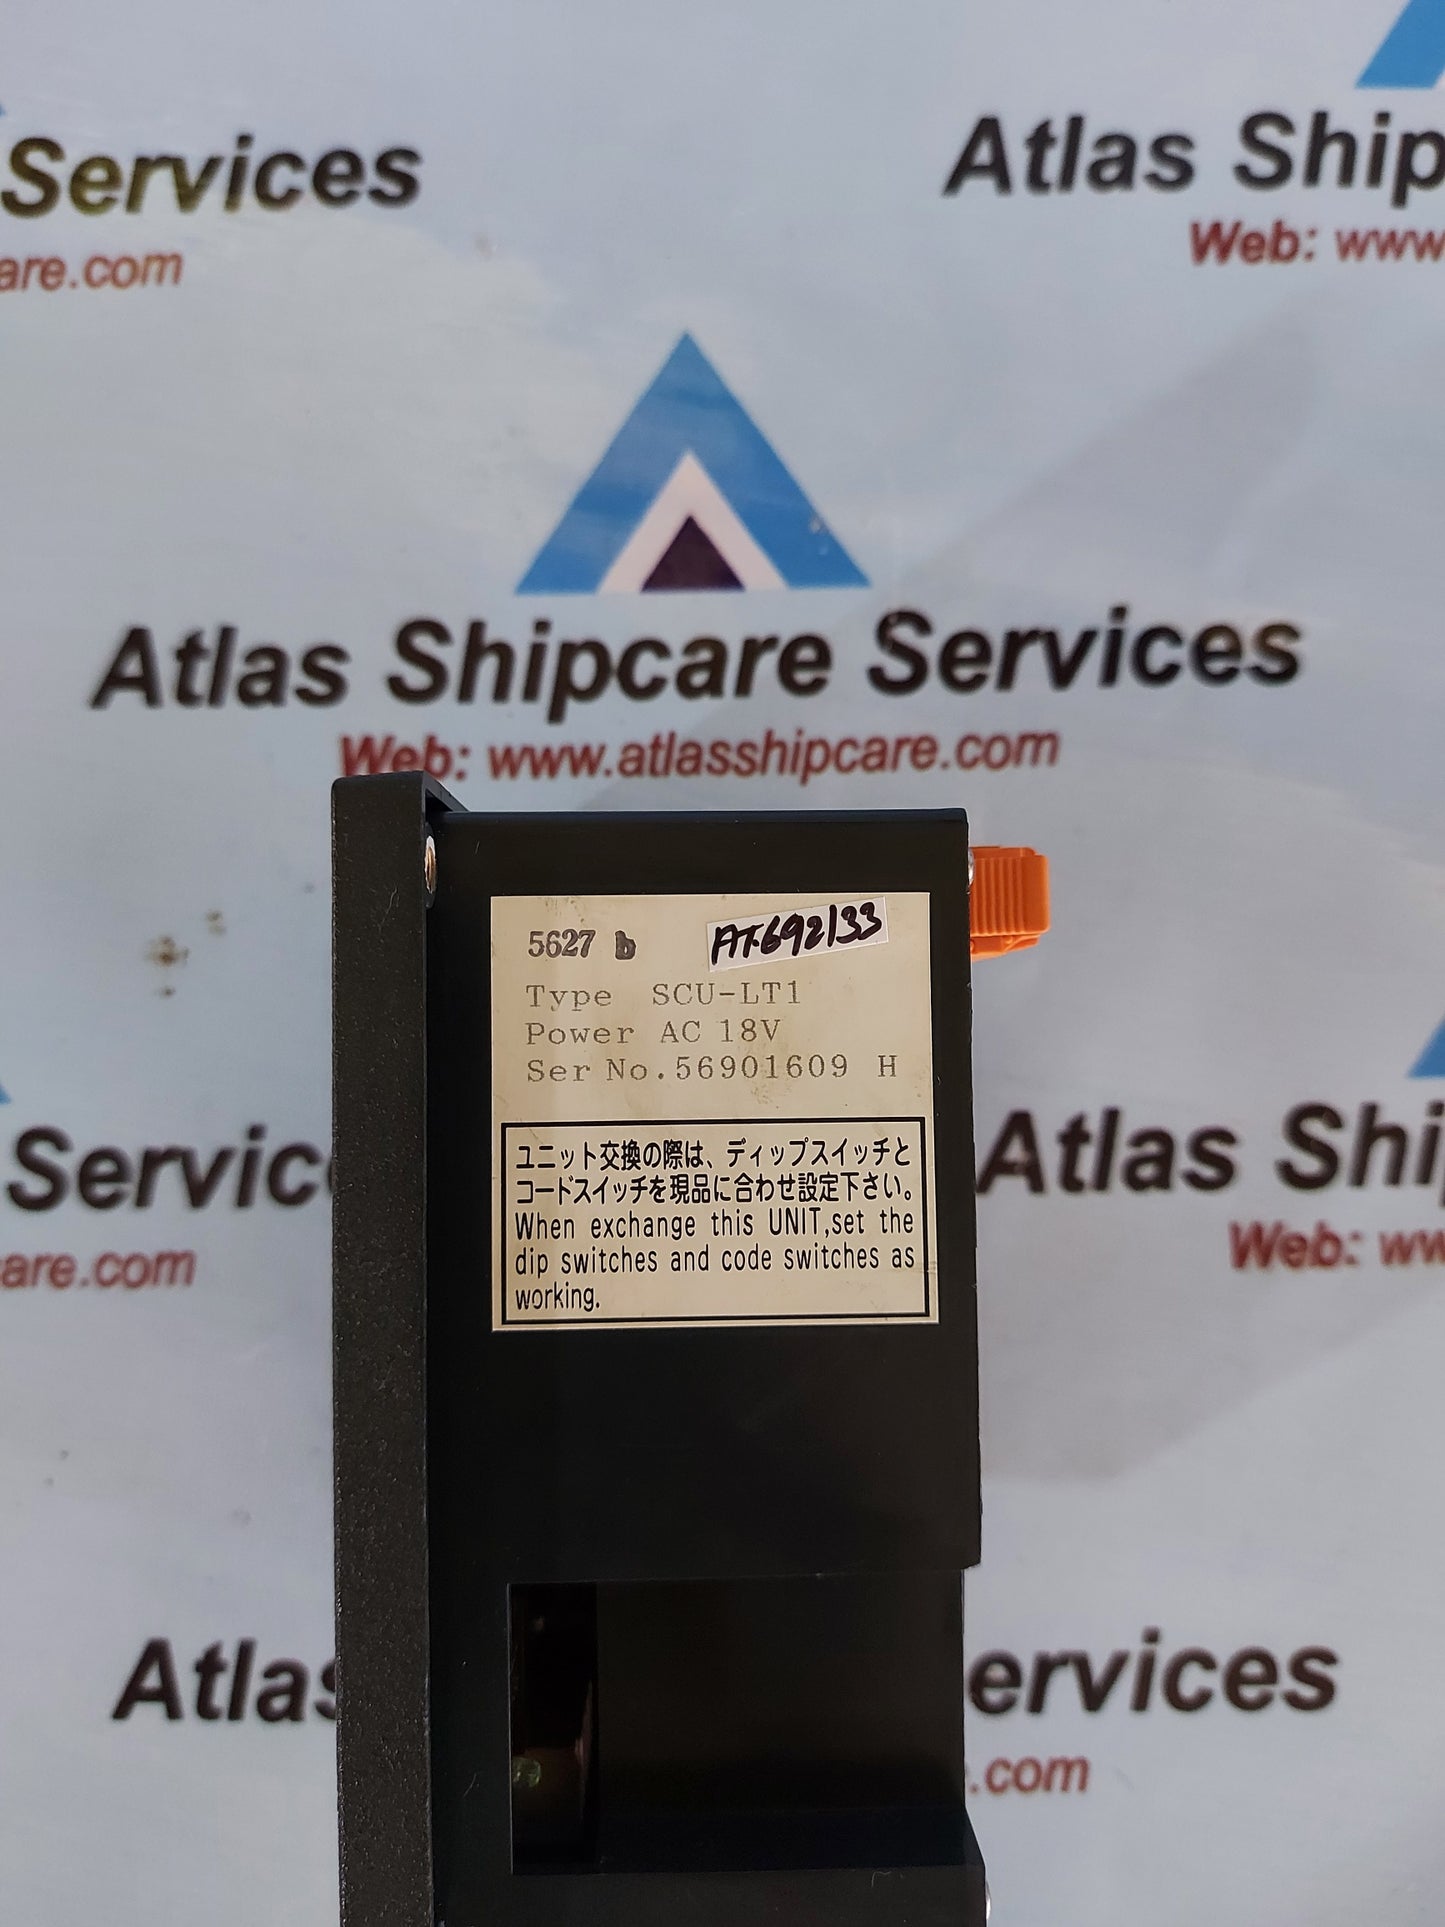 Services
are.com
Atlas Ship
Web: www
Atlas Shipcare Services
Web: www.atlasshipcare.com
5627 b
AT692/33
Type SCU-LT1
Power AC 18V
Ser No.56901609 H
ユニット交換の際は、ディップスイッチと
コードスイッチを現品に合わせ設定下さい。
When exchange this UNIT,set the
dip switches and code switches as
working.
Servic
are.com
Atlas Shi
Web: ww
Atlas
ervices
.com